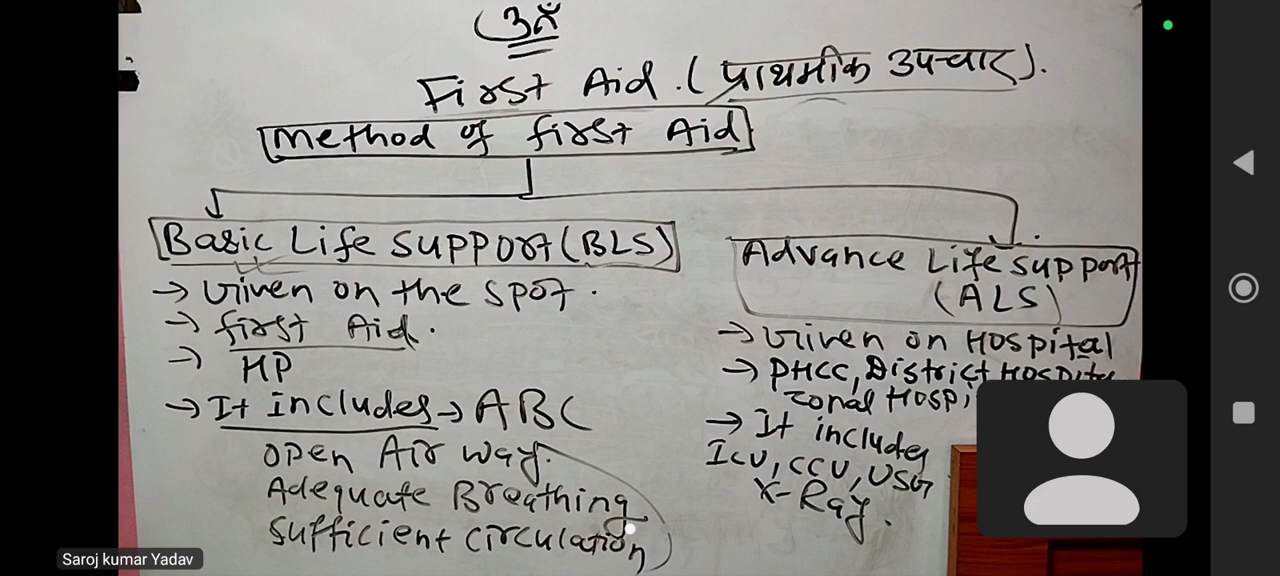 ॐ
First Aid. (प्राथमीक उपचार).
Method of first Aid
Basic Life Support (BLS)
→ Given on the spot.
→ first Aid.
→ HP
→ It includes → ABC
open Air way.
Adequate Breathing
Sufficient circulation
Advance Life support
(ALS)
→ Given on Hospital
→ PHCC, District
Zonal
→ It includes
ICU, CCU, USG
X-Ray.
Saroj kumar Yadav